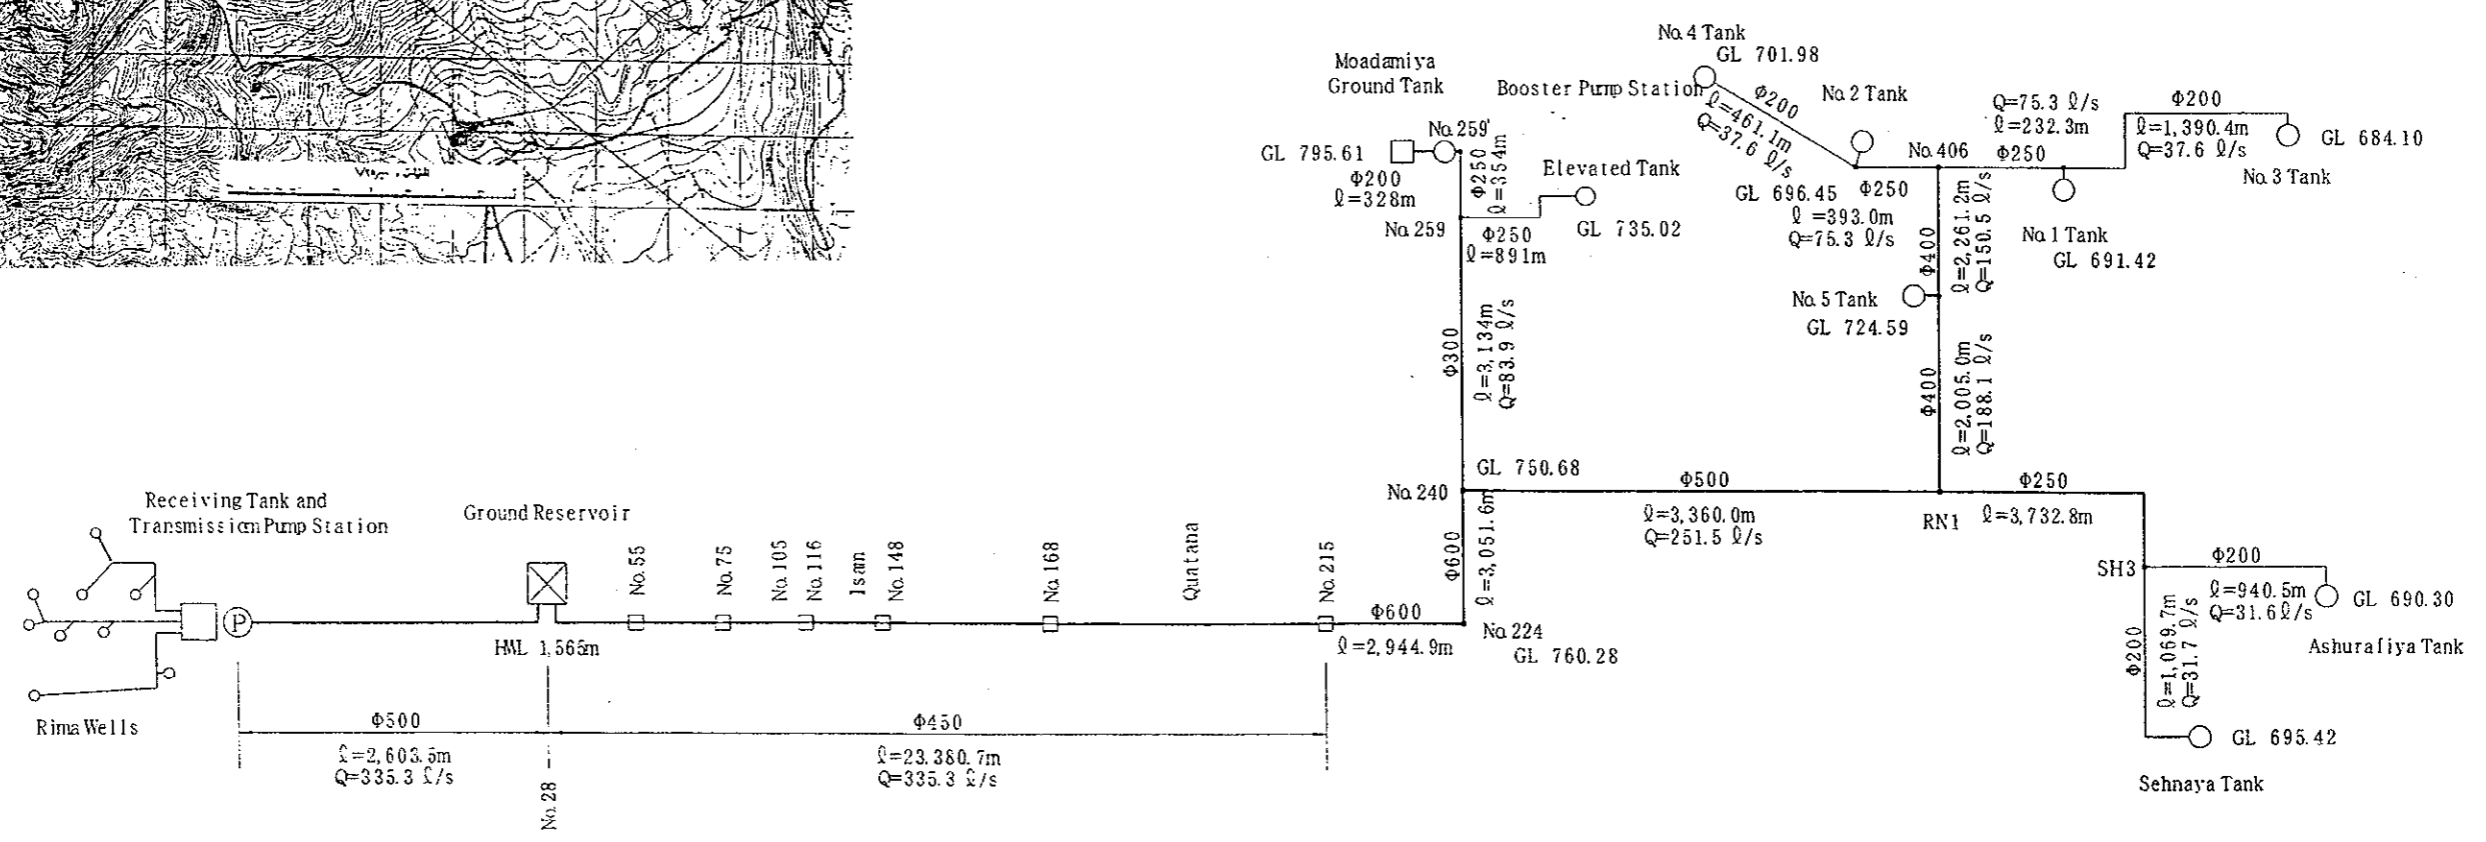 No.4 Tank
GL 701.98
Moadamiya
Ground Tank
Booster Pump Station
Φ200
ℓ=461.1m
Q=37.6 ℓ/s
No.2 Tank
Q=75.3 ℓ/s
ℓ=232.3m
Φ200
ℓ=1,390.4m
Q=37.6 ℓ/s
GL 684.10
No.3 Tank
No.259'
GL 795.61
Φ200
ℓ=328m
Φ250
ℓ=354m
Elevated Tank
No.259
Φ250
ℓ=891m
GL 735.02
GL 696.45
Φ250
ℓ=393.0m
Q=75.3 ℓ/s
No.406
Φ250
No.1 Tank
GL 691.42
Φ400
ℓ=2,261.2m
Q=150.5 ℓ/s
No.5 Tank
GL 724.59
Φ300
ℓ=3,134m
Q=83.9 ℓ/s
Φ400
ℓ=2,005.0m
Q=188.1 ℓ/s
GL 750.68
No.240
Φ500
ℓ=3,360.0m
Q=251.5 ℓ/s
RN1
Φ250
ℓ=3,732.8m
Receiving Tank and
Transmission Pump Station
Ground Reservoir
HWL 1,565m
No.55
No.75
No.105
No.116
Isam
No.148
No.168
Quatana
No.215
Φ600
ℓ=2,944.9m
Φ600
ℓ=3,051.6m
No.224
GL 760.28
SH3
Φ200
ℓ=940.5m
Q=31.6ℓ/s
GL 690.30
Ashurafiya Tank
Φ200
ℓ=1,069.7m
Q=31.7 ℓ/s
GL 695.42
Sehnaya Tank
P
Rima Wells
Φ500
ℓ=2,603.5m
Q=335.3 ℓ/s
No.28
Φ450
ℓ=23.380.7m
Q=335.3 ℓ/s